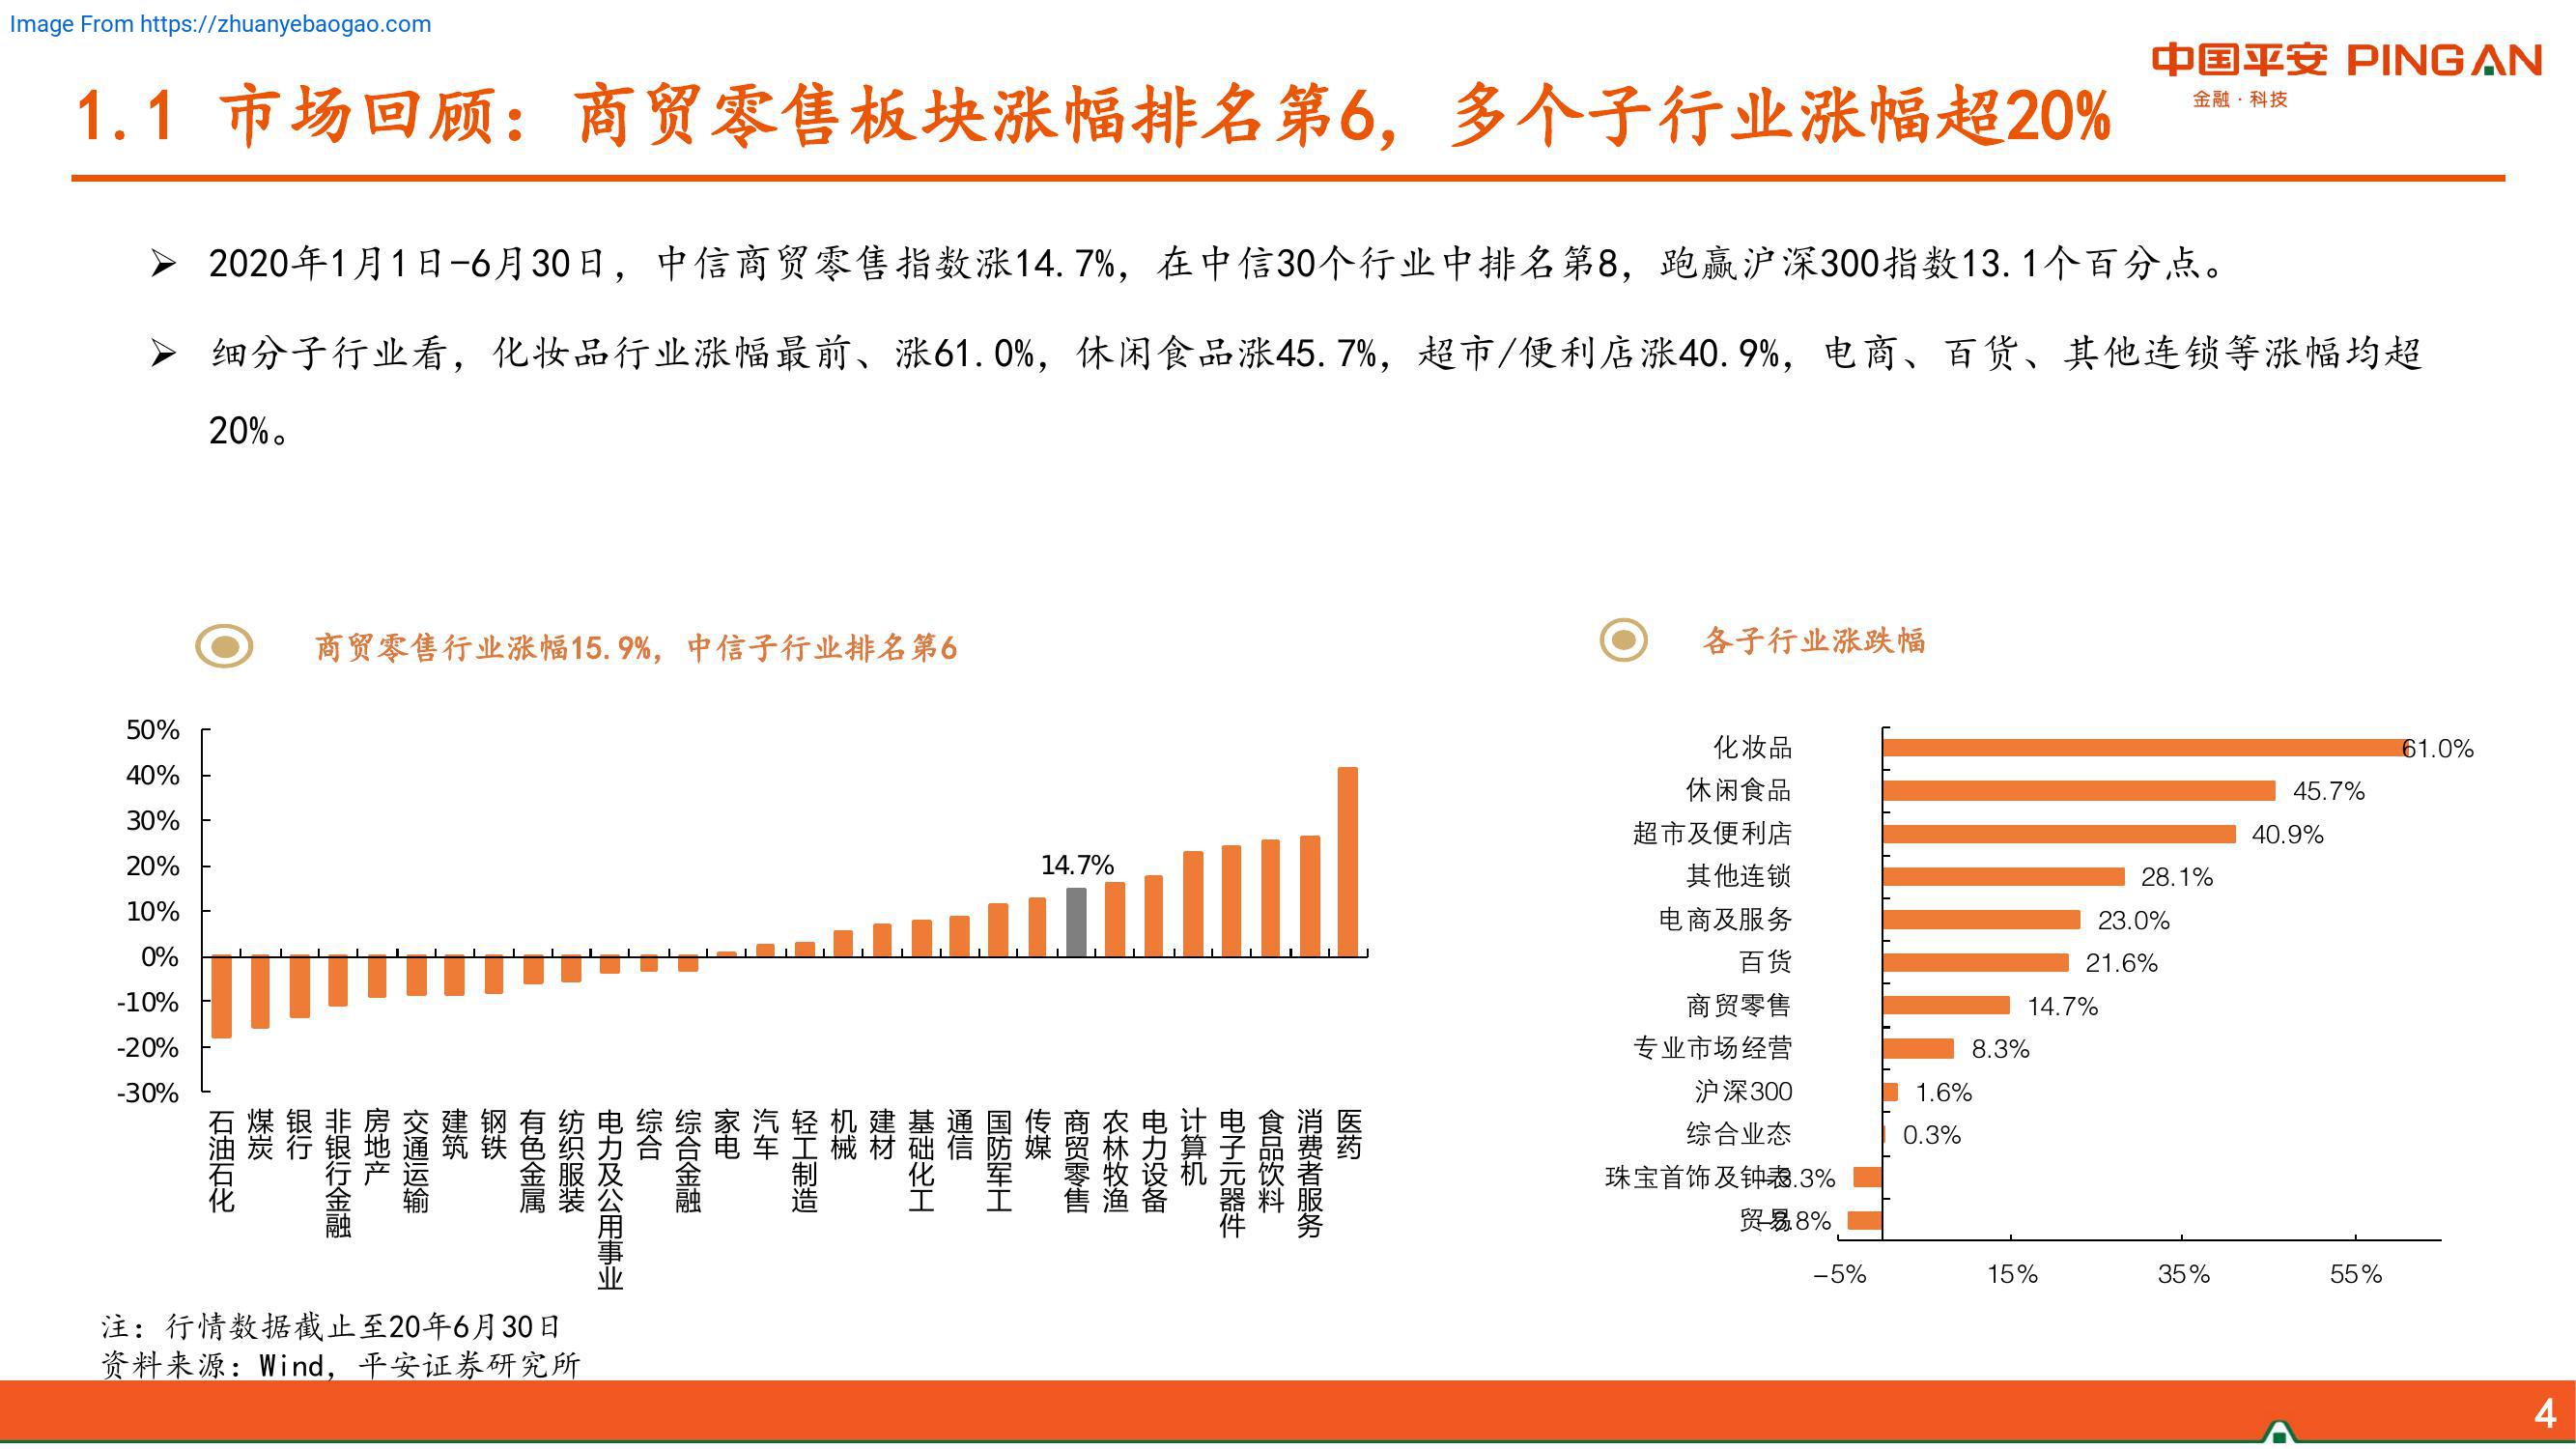 Image From https://zhuanyebaogao.com
中国平安 PINGAN
金融·科技
1.1 市场回顾：商贸零售板块涨幅排名第6，多个子行业涨幅超20%
2020年1月1日-6月30日，中信商贸零售指数涨14.7%，在中信30个行业中排名第8，跑赢沪深300指数13.1个百分点。
细分子行业看，化妆品行业涨幅最前、涨61.0%，休闲食品涨45.7%，超市/便利店涨40.9%，电商、百货、其他连锁等涨幅均超
20%。
商贸零售行业涨幅15.9%，中信子行业排名第6
50%
40%
30%
20%
10%
0%
-10%
-20%
-30%
14.7%
石油石化
煤炭
银行
非银行金融
房地产
交通运输
建筑
钢铁
有色金属
纺织服装
电力及公用事业
综合
综合金融
家电
汽车
轻工制造
机械
建材
基础化工
通信
国防军工
传媒
商贸零售
农林牧渔
电力设备
计算机
电子元器件
食品饮料
消费者服务
医药
各子行业涨跌幅
化妆品 61.0%
休闲食品 45.7%
超市及便利店 40.9%
其他连锁 28.1%
电商及服务 23.0%
百货 21.6%
商贸零售 14.7%
专业市场经营 8.3%
沪深300 1.6%
综合业态 0.3%
珠宝首饰及钟表 -3.3%
贸易 -3.8%
-5% 15% 35% 55%
注：行情数据截止至20年6月30日
资料来源：Wind，平安证券研究所
4